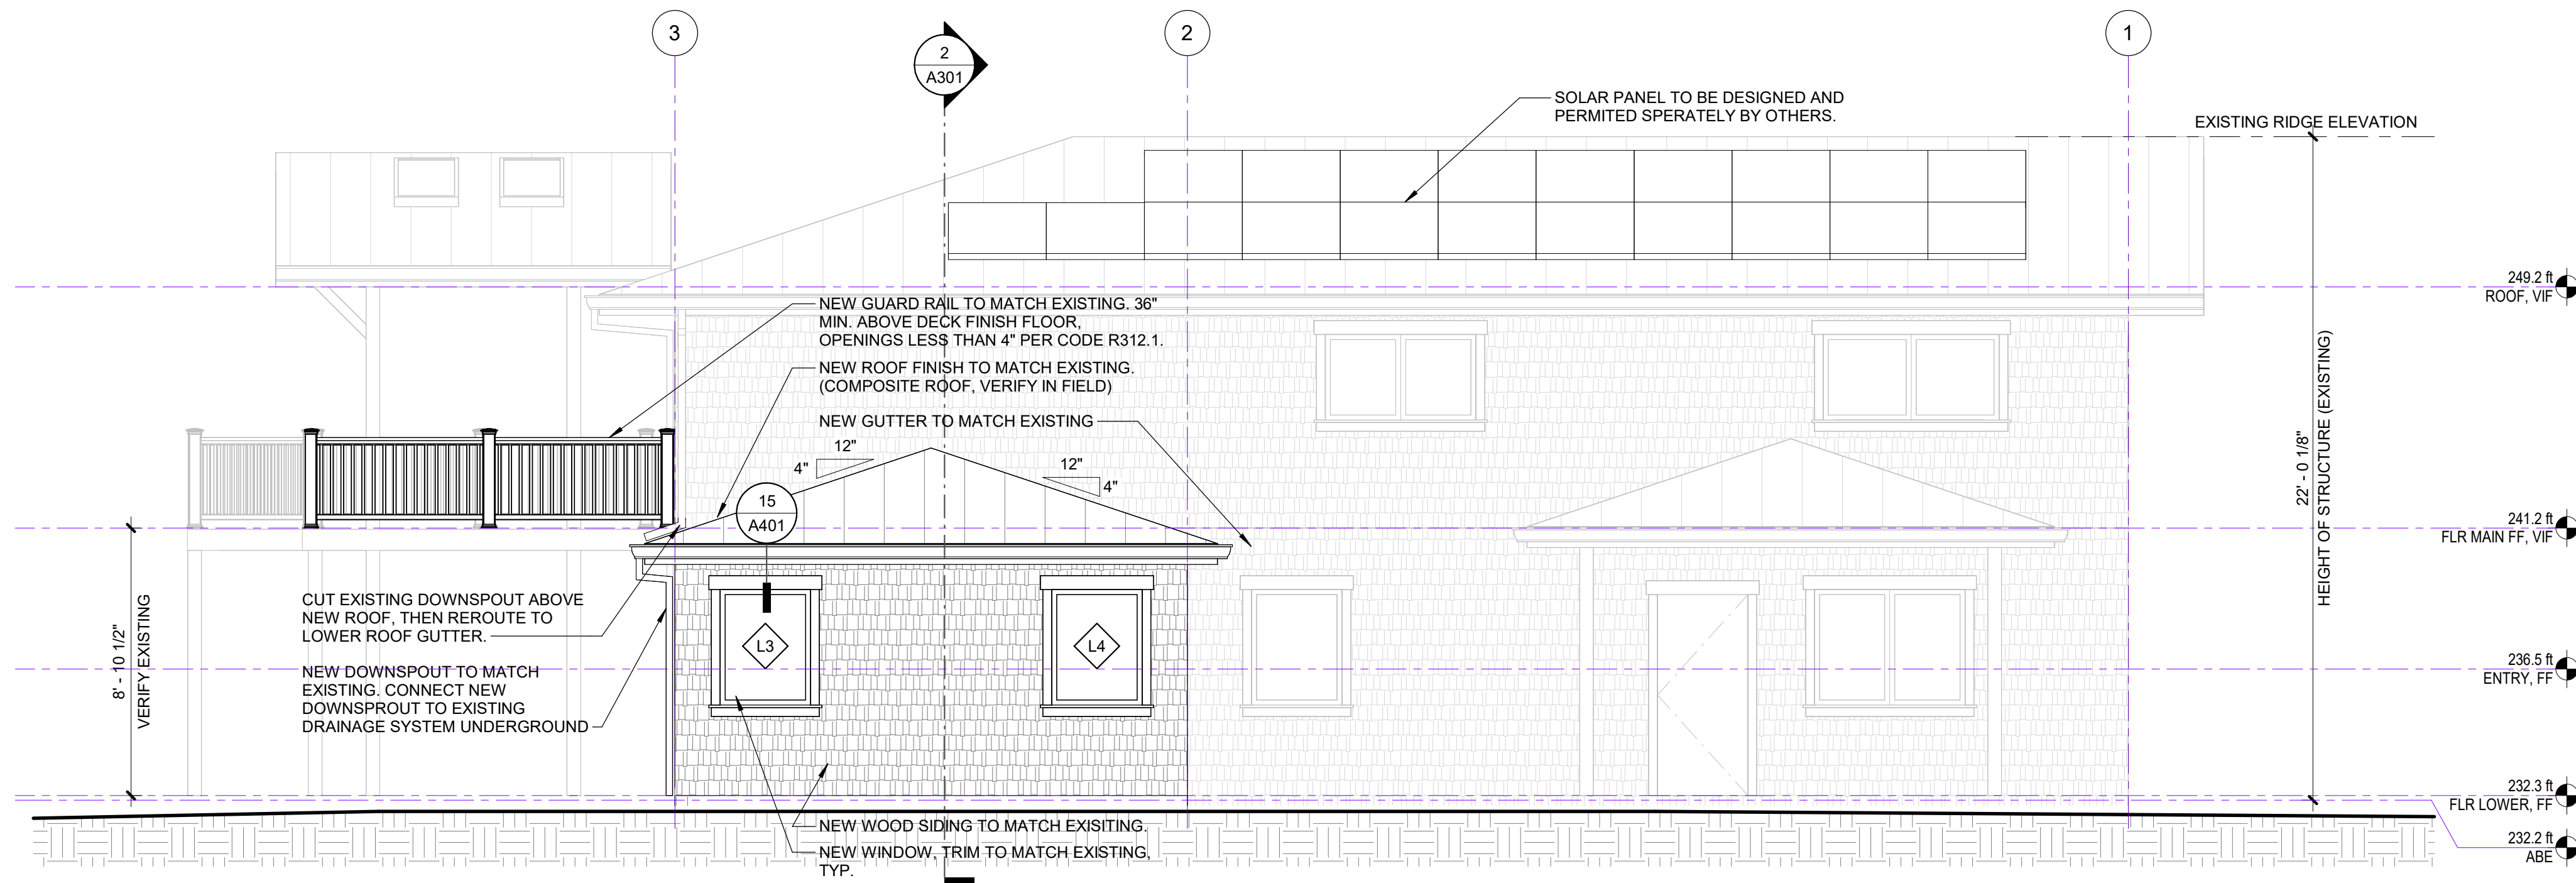 3
2
A301
2
1
SOLAR PANEL TO BE DESIGNED AND
PERMITED SPERATELY BY OTHERS.
EXISTING RIDGE ELEVATION
249.2 ft
ROOF, VIF
NEW GUARD RAIL TO MATCH EXISTING. 36"
MIN. ABOVE DECK FINISH FLOOR,
OPENINGS LESS THAN 4" PER CODE R312.1.
NEW ROOF FINISH TO MATCH EXISTING.
(COMPOSITE ROOF, VERIFY IN FIELD)
NEW GUTTER TO MATCH EXISTING
12"
4"
12"
4"
15
A401
22' - 0 1/8"
HEIGHT OF STRUCTURE (EXISTING)
241.2 ft
FLR MAIN FF, VIF
8' - 10 1/2"
VERIFY EXISTING
CUT EXISTING DOWNSPOUT ABOVE
NEW ROOF, THEN REROUTE TO
LOWER ROOF GUTTER.
L3
L4
NEW DOWNSPOUT TO MATCH
EXISTING. CONNECT NEW
DOWNSPROUT TO EXISTING
DRAINAGE SYSTEM UNDERGROUND
236.5 ft
ENTRY, FF
232.3 ft
FLR LOWER, FF
NEW WOOD SIDING TO MATCH EXISITING.
NEW WINDOW, TRIM TO MATCH EXISTING,
TYP.
232.2 ft
ABE